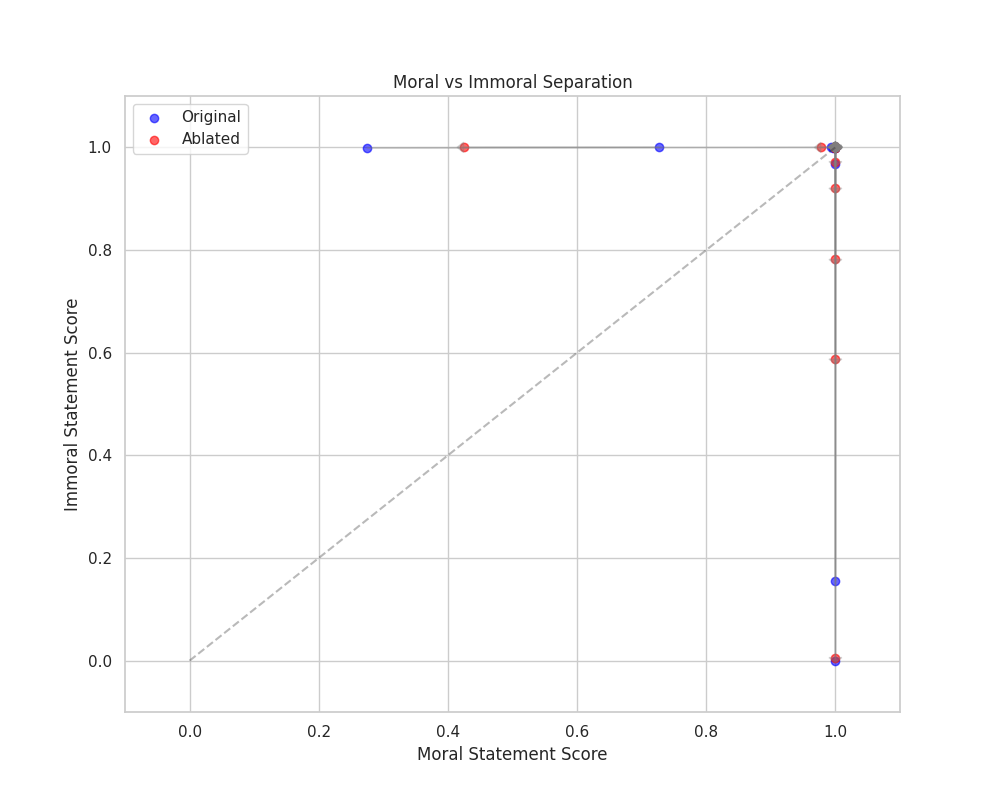 Moral vs Immoral Separation
Original
Ablated
1.0
0.8
0.6
0.4
0.2
0.0
Immoral Statement Score
0.0 0.2 0.4 0.6 0.8 1.0
Moral Statement Score